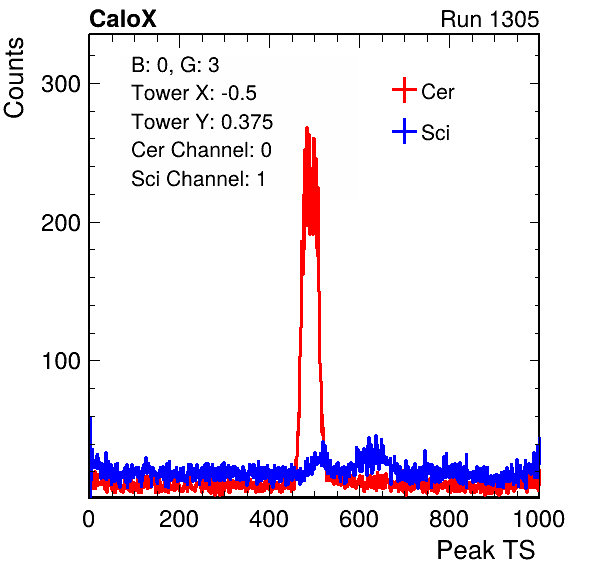 CaloX Run 1305
Counts
B: 0, G: 3
Tower X: -0.5
Tower Y: 0.375
Cer Channel: 0
Sci Channel: 1
Cer
Sci
300
200
100
0 200 400 600 800 1000
Peak TS